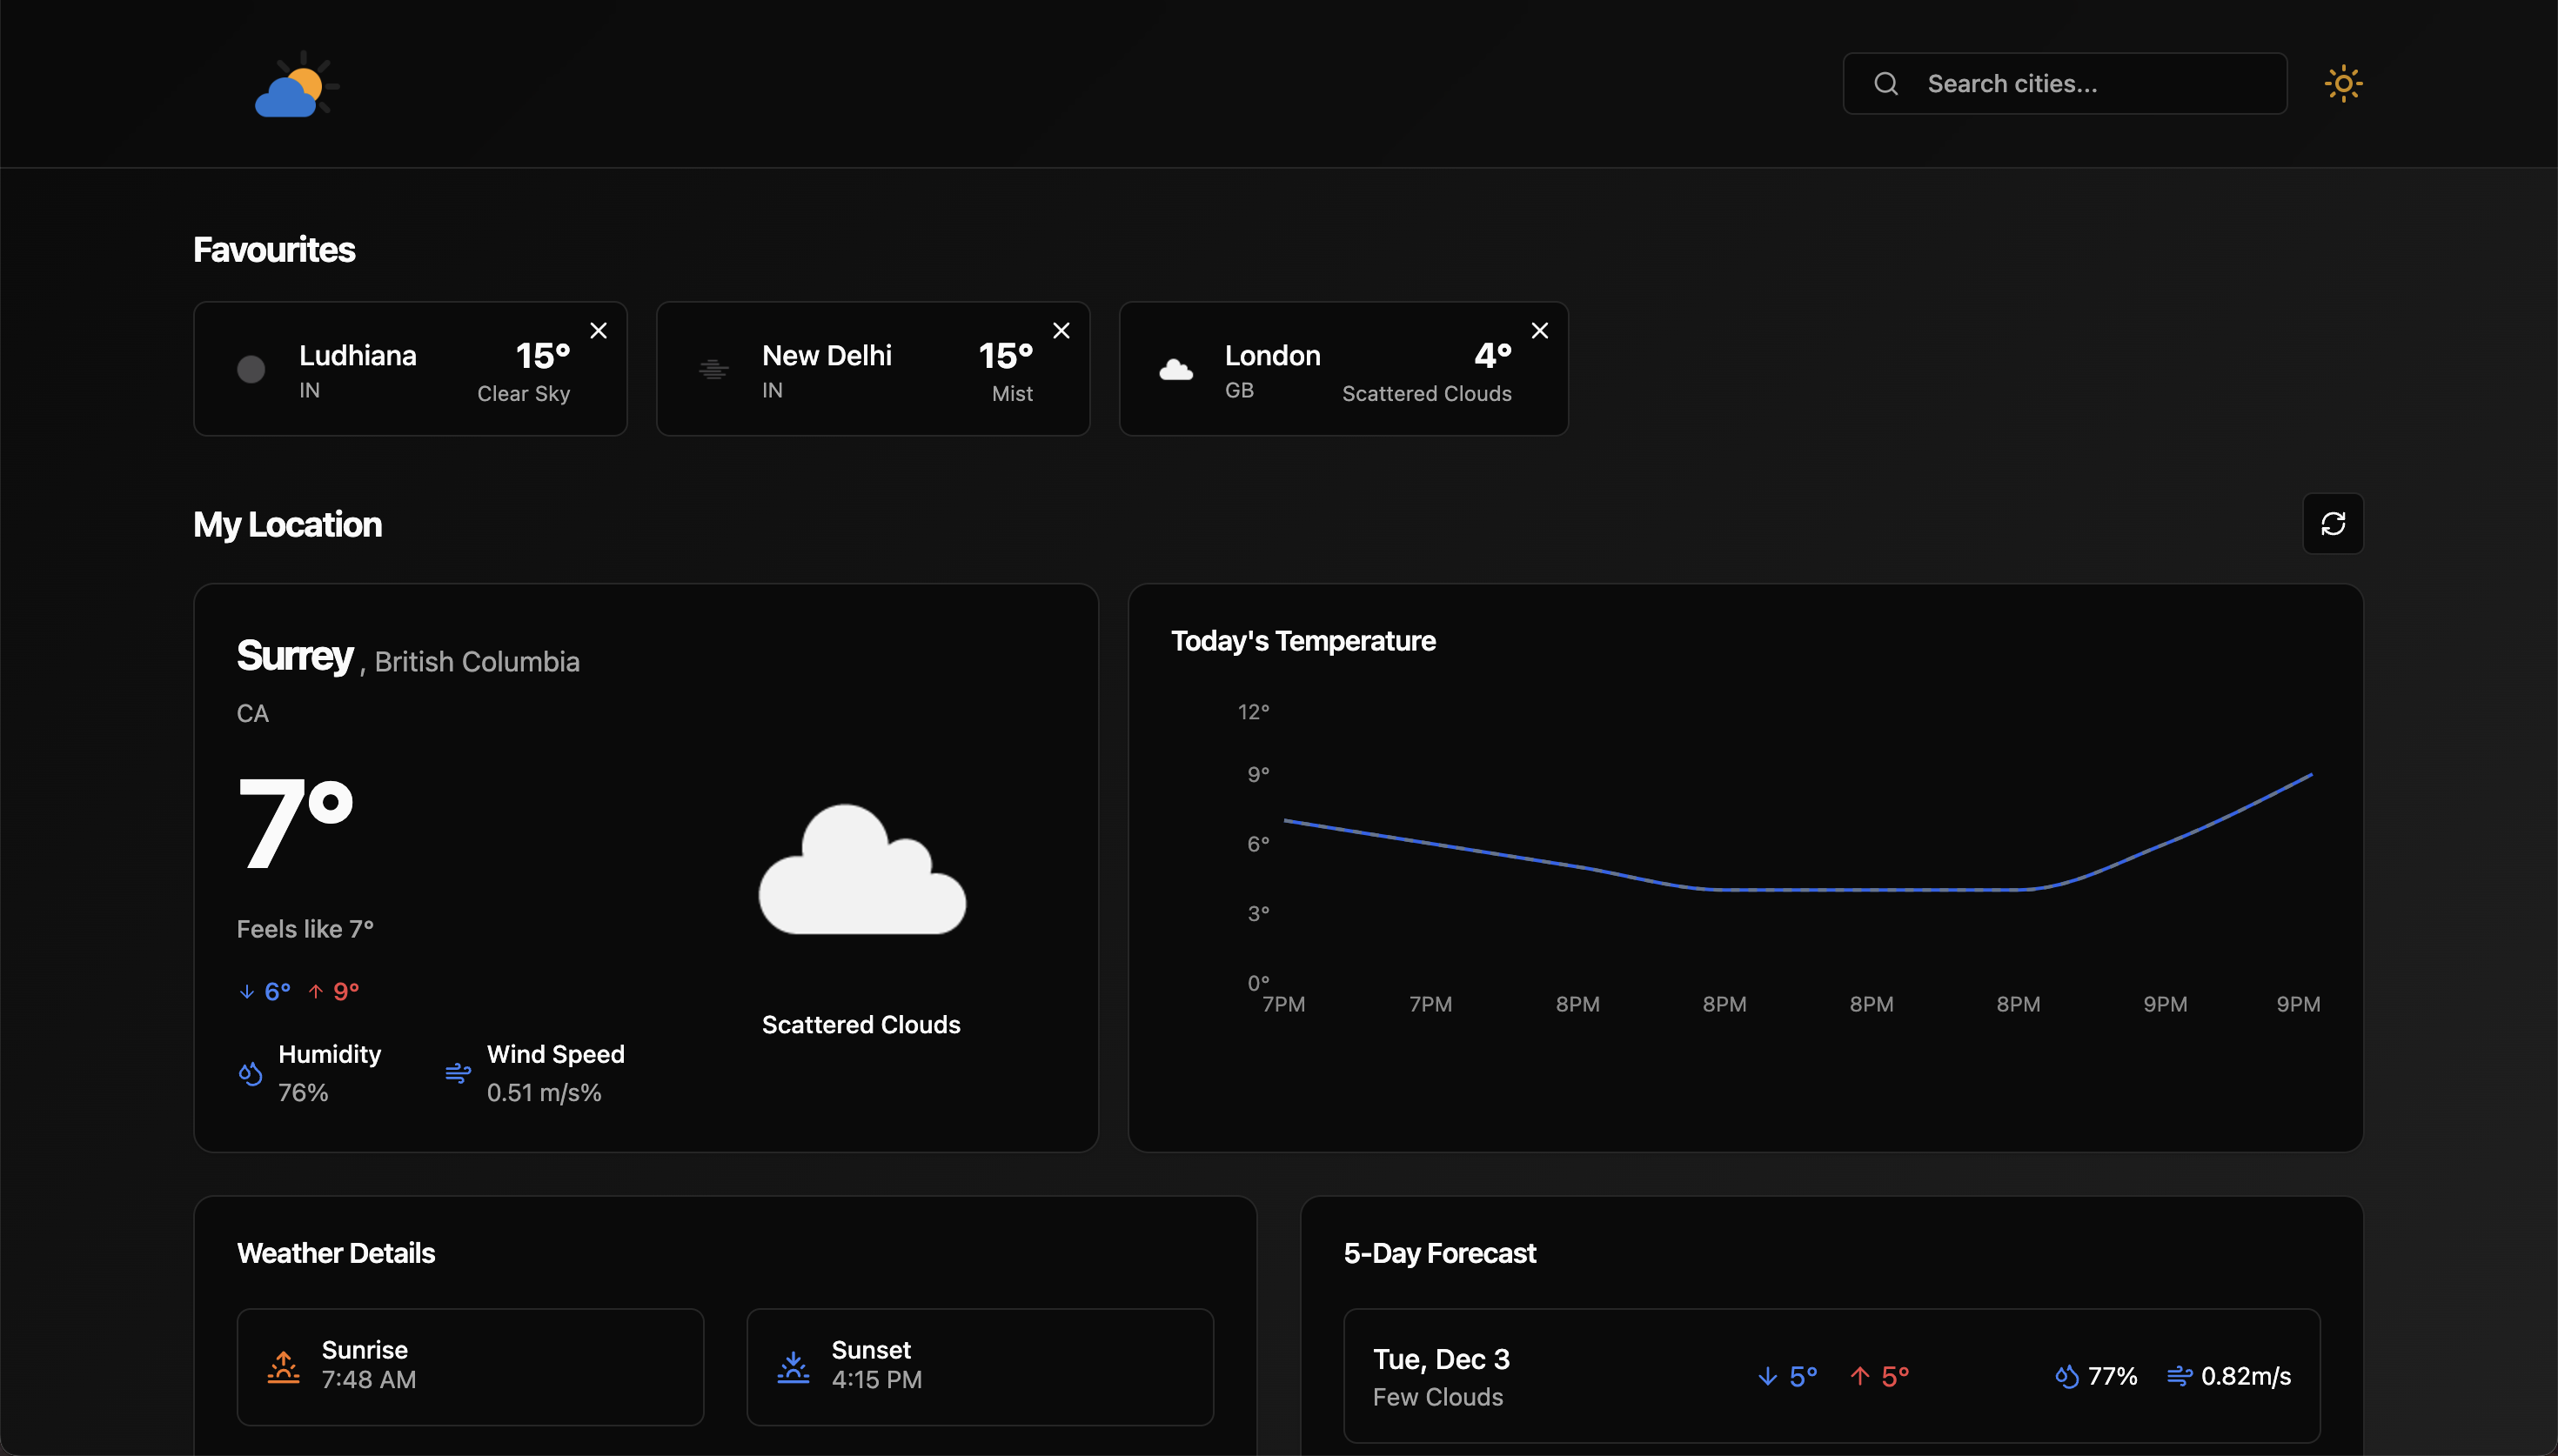 Search cities...
Favourites
Ludhiana
IN
15°
Clear Sky
New Delhi
IN
15°
Mist
London
GB
4°
Scattered Clouds
My Location
Surrey , British Columbia
CA
7°
Feels like 7°
↓ 6° ↑ 9°
Humidity
76%
Wind Speed
0.51 m/s%
Scattered Clouds
Today's Temperature
12°
9°
6°
3°
0°
7PM 7PM 8PM 8PM 8PM 8PM 9PM 9PM
Weather Details
Sunrise
7:48 AM
Sunset
4:15 PM
5-Day Forecast
Tue, Dec 3
Few Clouds
↓ 5° ↑ 5°
77% 0.82m/s